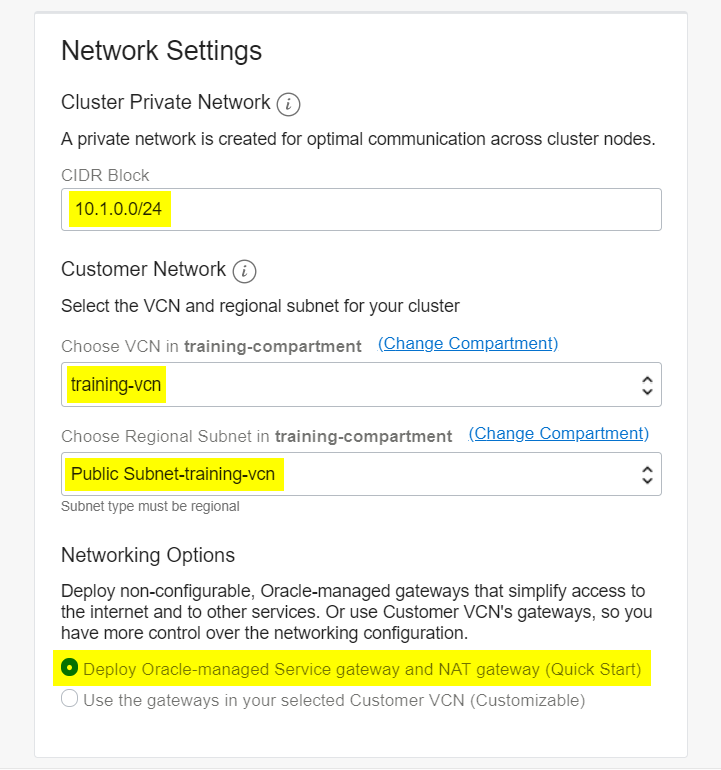 Network Settings
Cluster Private Network i
A private network is created for optimal communication across cluster nodes.
CIDR Block
10.1.0.0/24
Customer Network i
Select the VCN and regional subnet for your cluster
Choose VCN in training-compartment (Change Compartment)
training-vcn
Choose Regional Subnet in training-compartment (Change Compartment)
Public Subnet-training-vcn
Subnet type must be regional
Networking Options
Deploy non-configurable, Oracle-managed gateways that simplify access to
the internet and to other services. Or use Customer VCN's gateways, so you
have more control over the networking configuration.
Deploy Oracle-managed Service gateway and NAT gateway (Quick Start)
Use the gateways in your selected Customer VCN (Customizable)